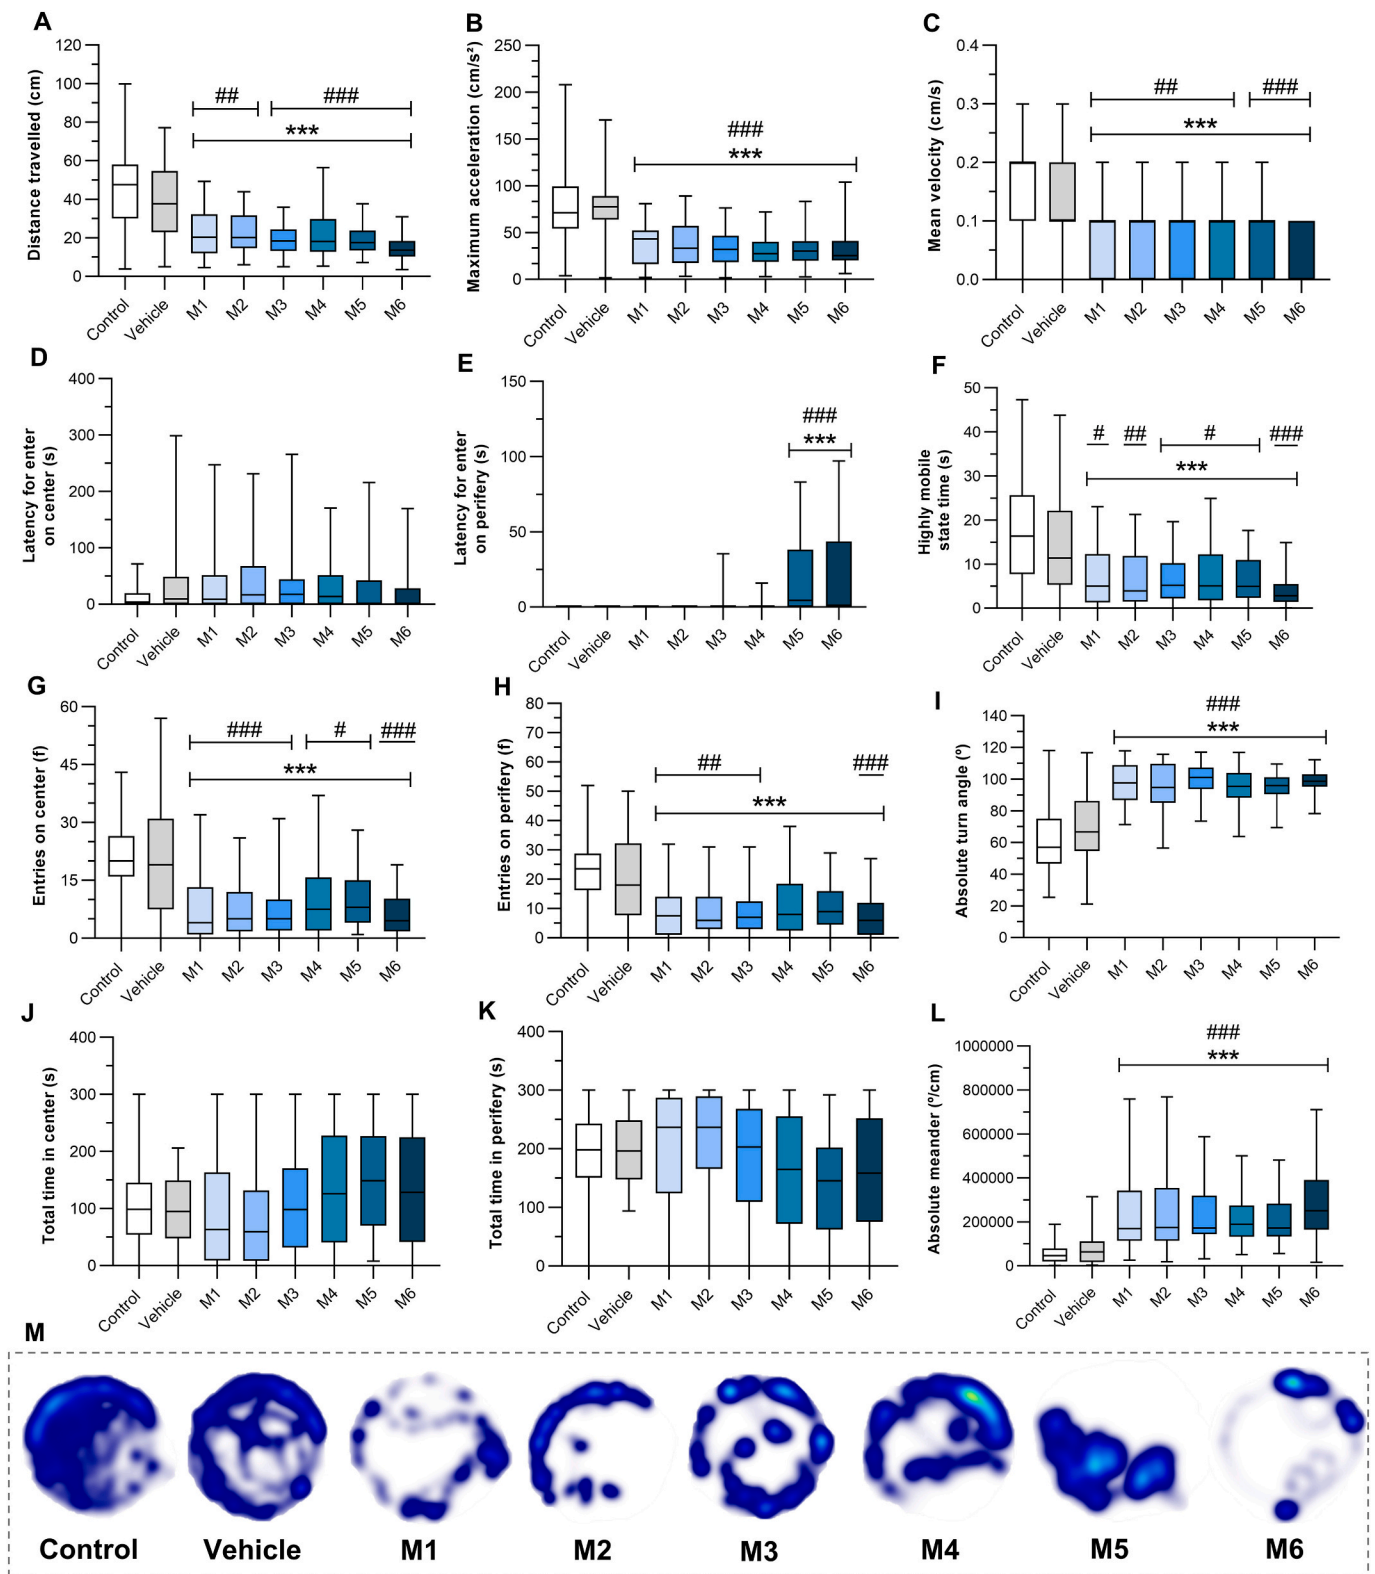 A
Distance travelled (cm)
120
100
80
60
40
20
0
##
###
***
Control
Vehicle
M1
M2
M3
M4
M5
M6
B
Maximum acceleration (cm/s²)
250
200
150
100
50
0
###
***
Control
Vehicle
M1
M2
M3
M4
M5
M6
C
Mean velocity (cm/s)
0.4
0.3
0.2
0.1
0.0
##
###
***
Control
Vehicle
M1
M2
M3
M4
M5
M6
D
Latency for enter
on center (s)
400
300
200
100
0
Control
Vehicle
M1
M2
M3
M4
M5
M6
E
Latency for enter
on perifery (s)
150
100
50
0
###
***
Control
Vehicle
M1
M2
M3
M4
M5
M6
F
Highly mobile
state time (s)
50
40
30
20
10
0
#
##
#
###
***
Control
Vehicle
M1
M2
M3
M4
M5
M6
G
Entries on center (f)
60
45
30
15
0
###
#
###
***
Control
Vehicle
M1
M2
M3
M4
M5
M6
H
Entries on perifery (f)
80
70
60
50
40
30
20
10
0
##
###
***
Control
Vehicle
M1
M2
M3
M4
M5
M6
I
Absolute turn angle (º)
140
120
100
80
60
40
20
0
###
***
Control
Vehicle
M1
M2
M3
M4
M5
M6
J
Total time in center (s)
400
300
200
100
0
Control
Vehicle
M1
M2
M3
M4
M5
M6
K
Total time in perifery (s)
400
300
200
100
0
Control
Vehicle
M1
M2
M3
M4
M5
M6
L
Absolute meander (º/cm)
1000000
800000
600000
400000
200000
0
###
***
Control
Vehicle
M1
M2
M3
M4
M5
M6
M
Control
Vehicle
M1
M2
M3
M4
M5
M6